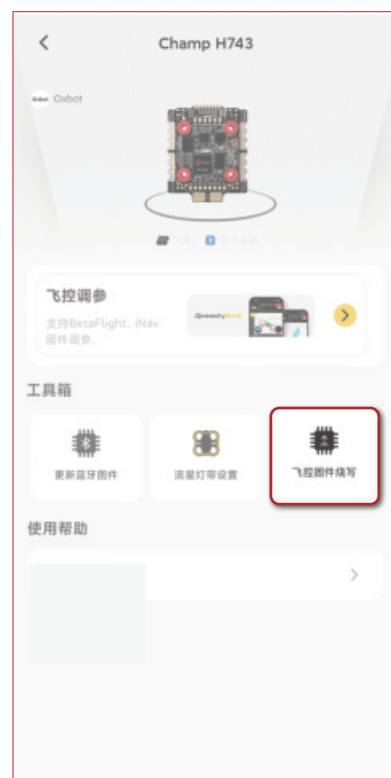 Champ H743
Oxbot
飞控调参
支持BetaFlight、iNav
固件调参.
SpeedyBee
工具箱
更新蓝牙固件
流星灯带设置
飞控固件烧写
使用帮助